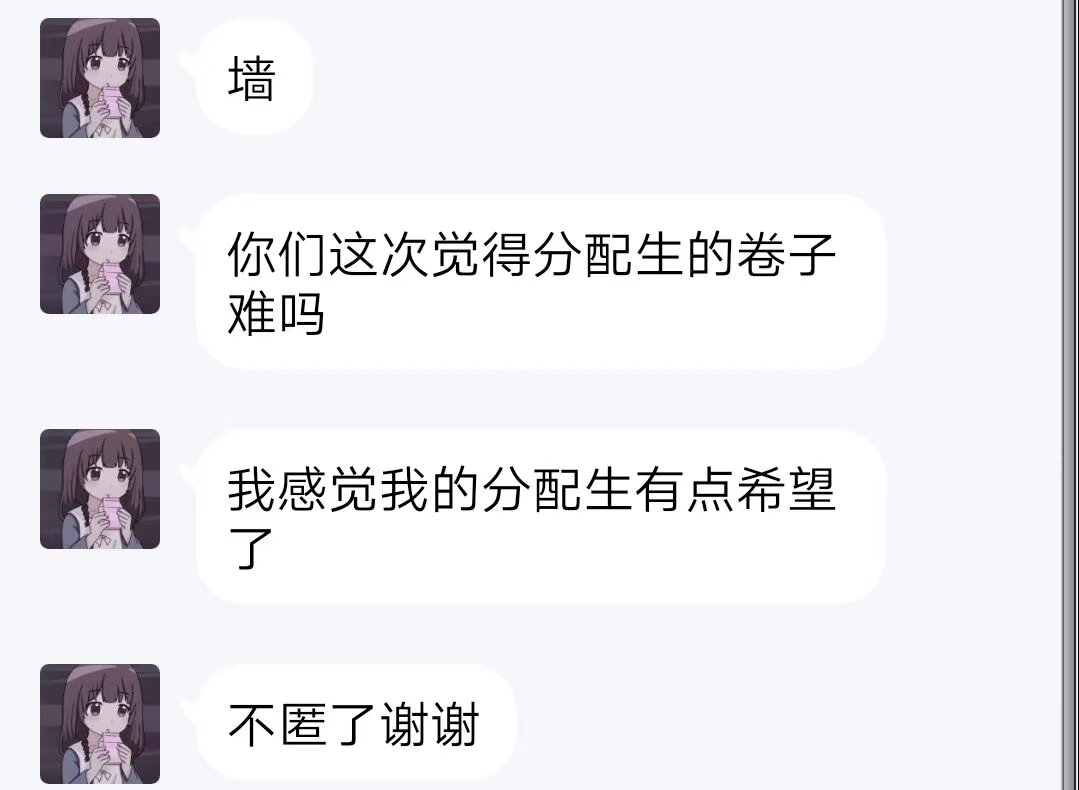 墙
你们这次觉得分配生的卷子
难吗
我感觉我的分配生有点希望
了
不匿了谢谢